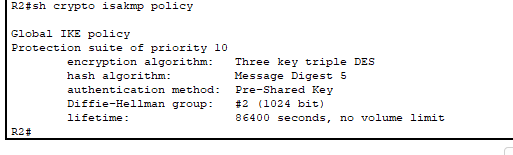 R2#sh crypto isakmp policy
Global IKE policy
Protection suite of priority 10
encryption algorithm: Three key triple DES
hash algorithm: Message Digest 5
authentication method: Pre-Shared Key
Diffie-Hellman group: #2 (1024 bit)
lifetime: 86400 seconds, no volume limit
R2#